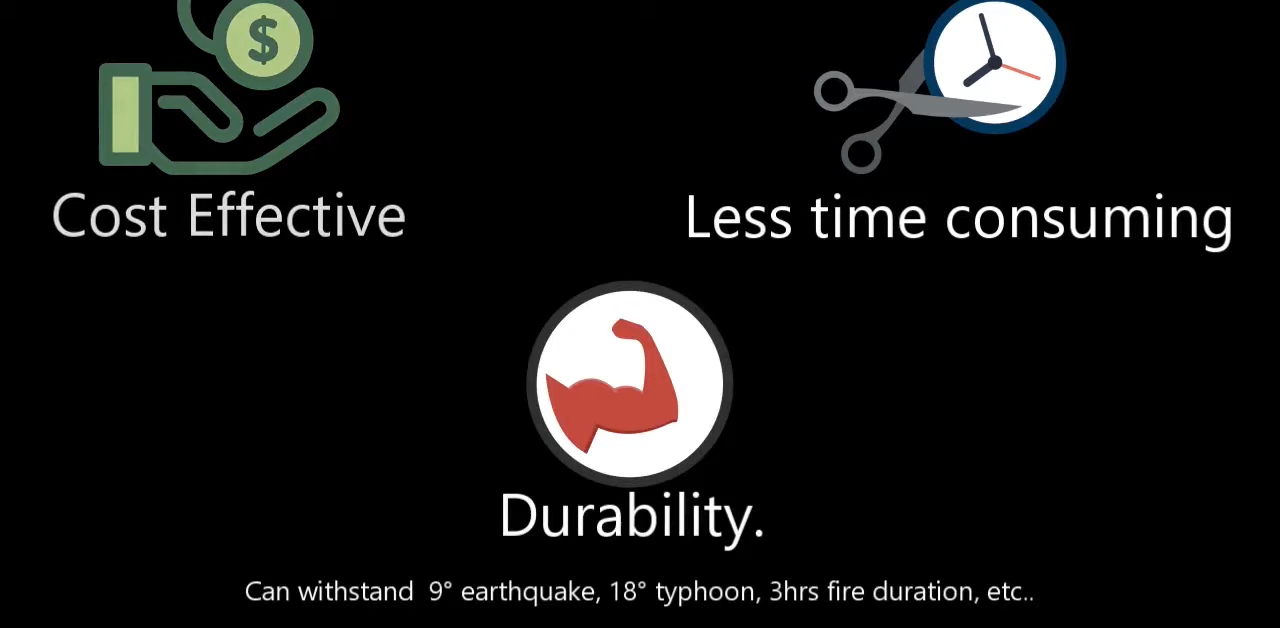 $
Cost Effective
Less time consuming
Durability.
Can withstand  9° earthquake, 18° typhoon, 3hrs fire duration, etc..